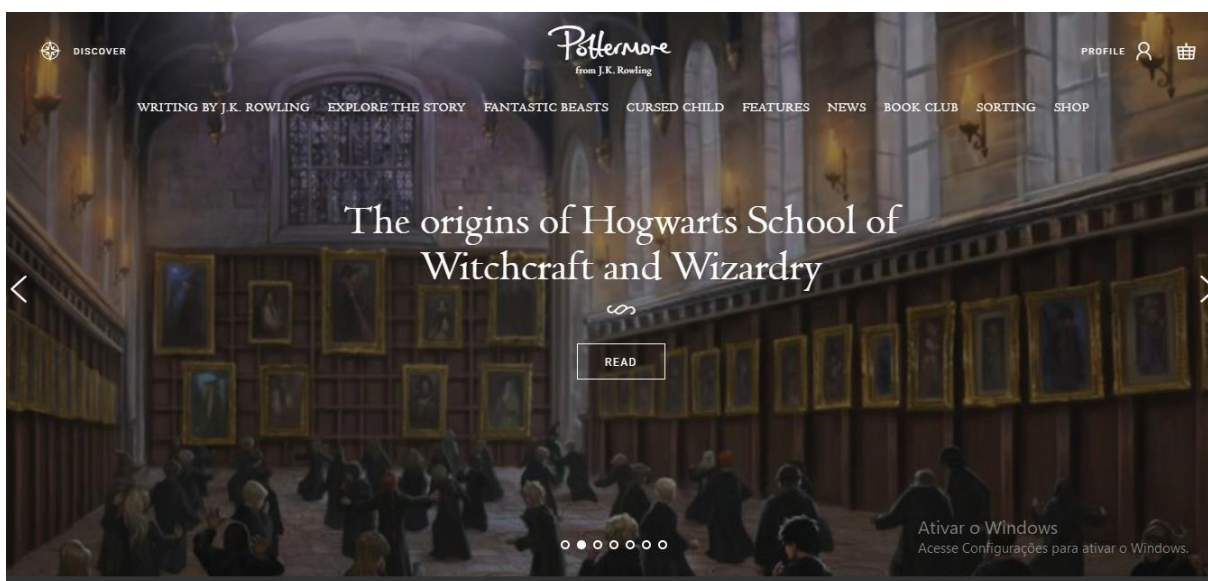 DISCOVER
Pottermore
from J.K. Rowling
PROFILE
WRITING BY J.K. ROWLING EXPLORE THE STORY FANTASTIC BEASTS CURSED CHILD FEATURES NEWS BOOK CLUB SORTING SHOP
The origins of Hogwarts School of
Witchcraft and Wizardry
READ
Ativar o Windows
Acesse Configurações para ativar o Windows.